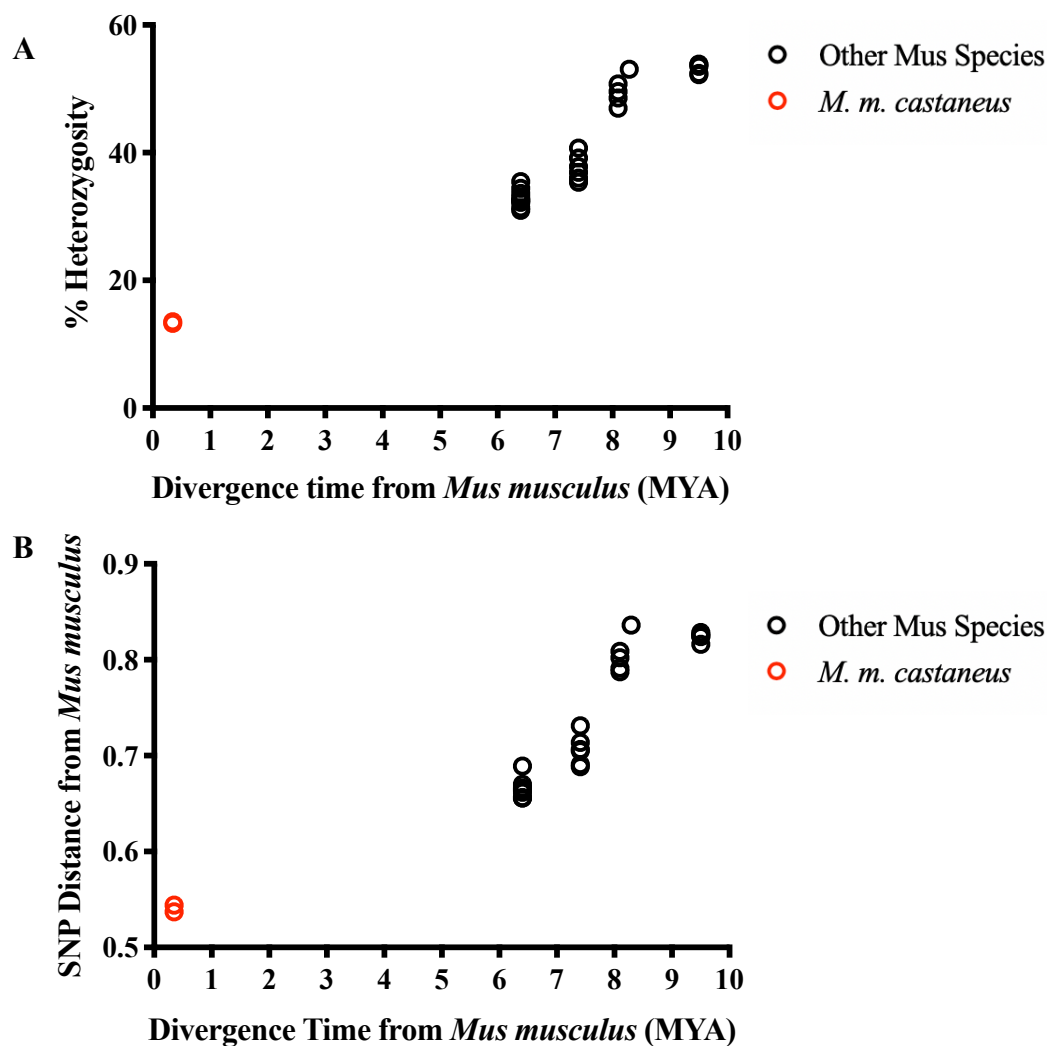 A
60
40
20
0
% Heterozygosity
0 1 2 3 4 5 6 7 8 9 10
Divergence time from Mus musculus (MYA)
Other Mus Species
M. m. castaneus
B
0.9
0.8
0.7
0.6
0.5
SNP Distance from Mus musculus
0 1 2 3 4 5 6 7 8 9 10
Divergence Time from Mus musculus (MYA)
Other Mus Species
M. m. castaneus